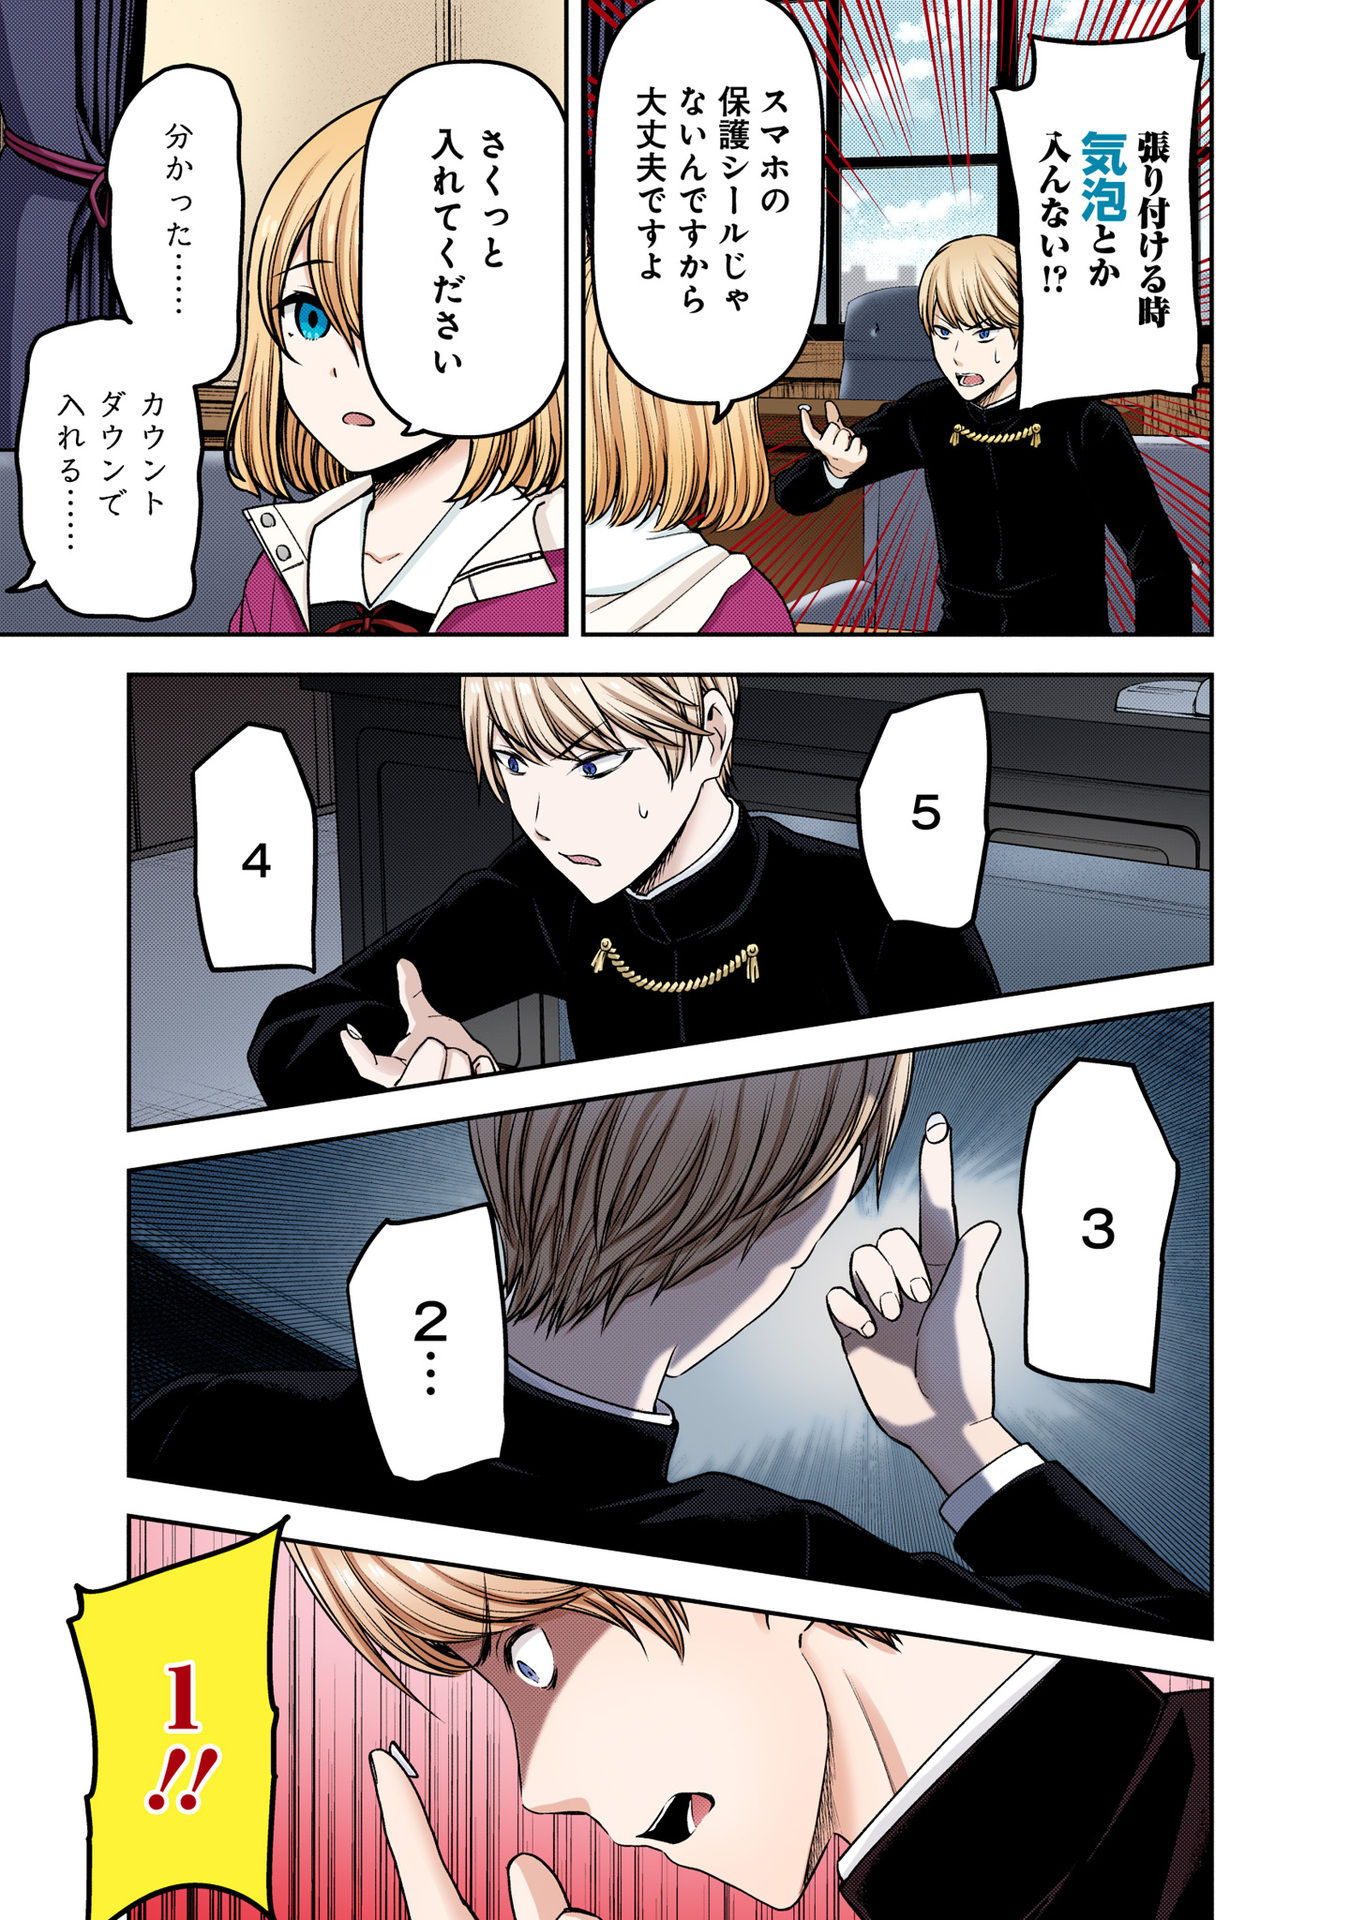 張り付ける時
気泡とか
入んない!?
スマホの
保護シールじゃ
ないんですから
大丈夫ですよ
さくっと
入れてください
分かった……
カウント
ダウンで
入れる……
5
4
3
2…
1!!